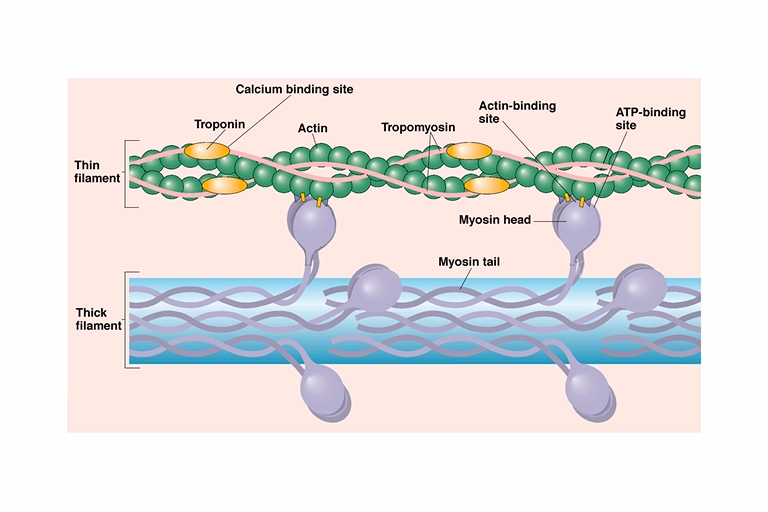 Calcium binding site
Troponin
Actin
Tropomyosin
Actin-binding
site
ATP-binding
site
Thin
filament
Myosin head
Myosin tail
Thick
filament